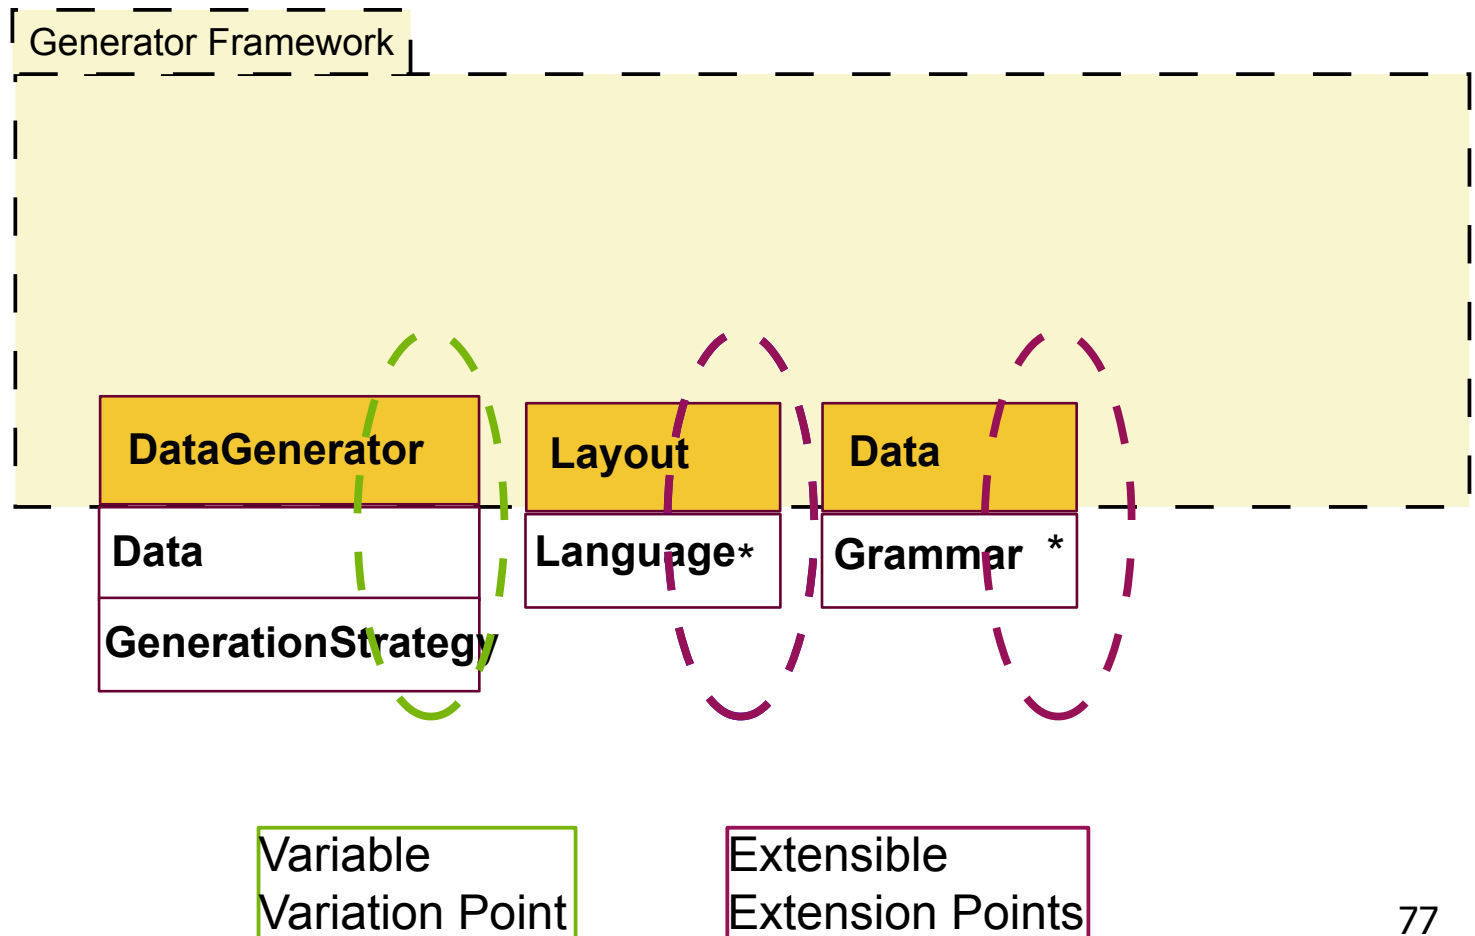 Generator Framework
DataGenerator
Data
GenerationStrategy
Layout
Language*
Data
Grammar *
Variable
Variation Point
Extensible
Extension Points
77